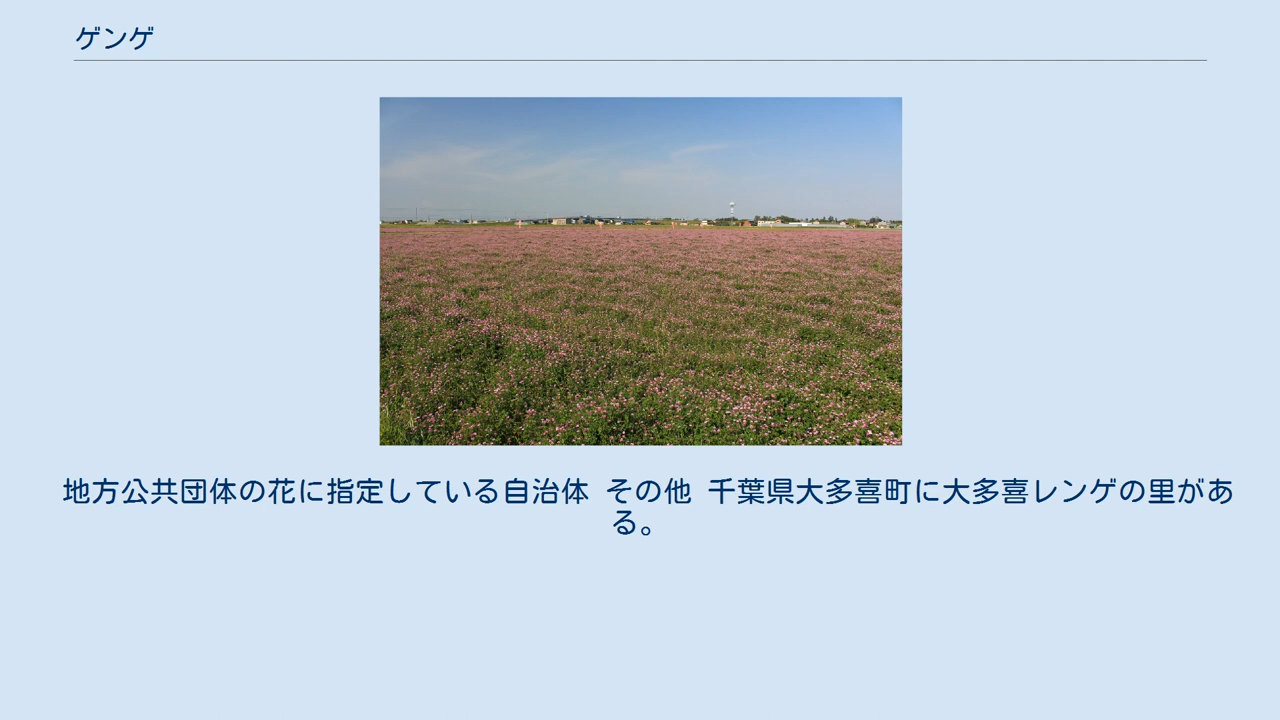 ゲンゲ
地方公共団体の花に指定している自治体 その他 千葉県大多喜町に大多喜レンゲの里があ
る。